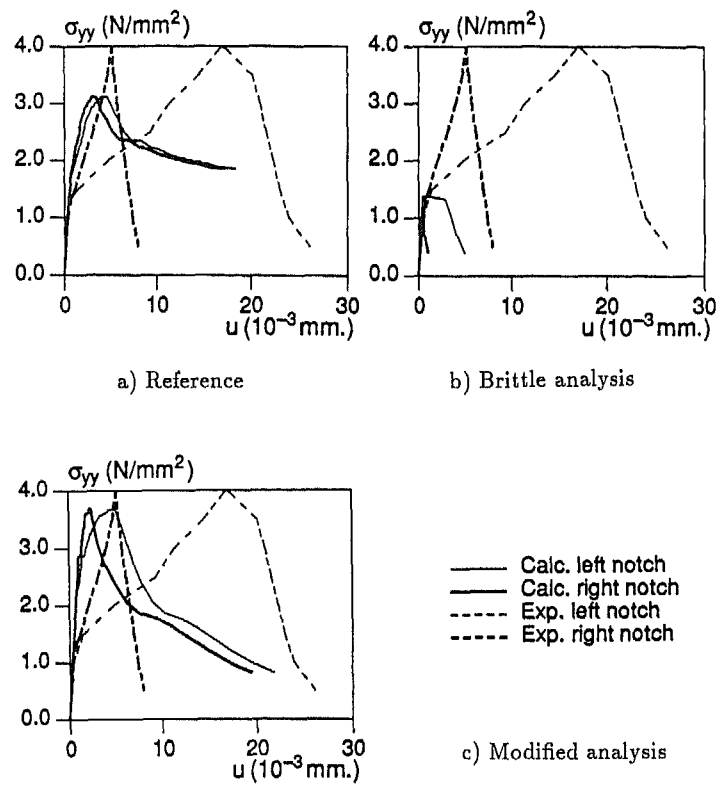 σyy (N/mm²)
4.0
3.0
2.0
1.0
0.0
0 10 20 30
u (10⁻³mm.)
a) Reference
σyy (N/mm²)
4.0
3.0
2.0
1.0
0.0
0 10 20 30
u (10⁻³mm.)
b) Brittle analysis
σyy (N/mm²)
4.0
3.0
2.0
1.0
0.0
0 10 20 30
u (10⁻³mm.)
Calc. left notch
Calc. right notch
Exp. left notch
Exp. right notch
c) Modified analysis